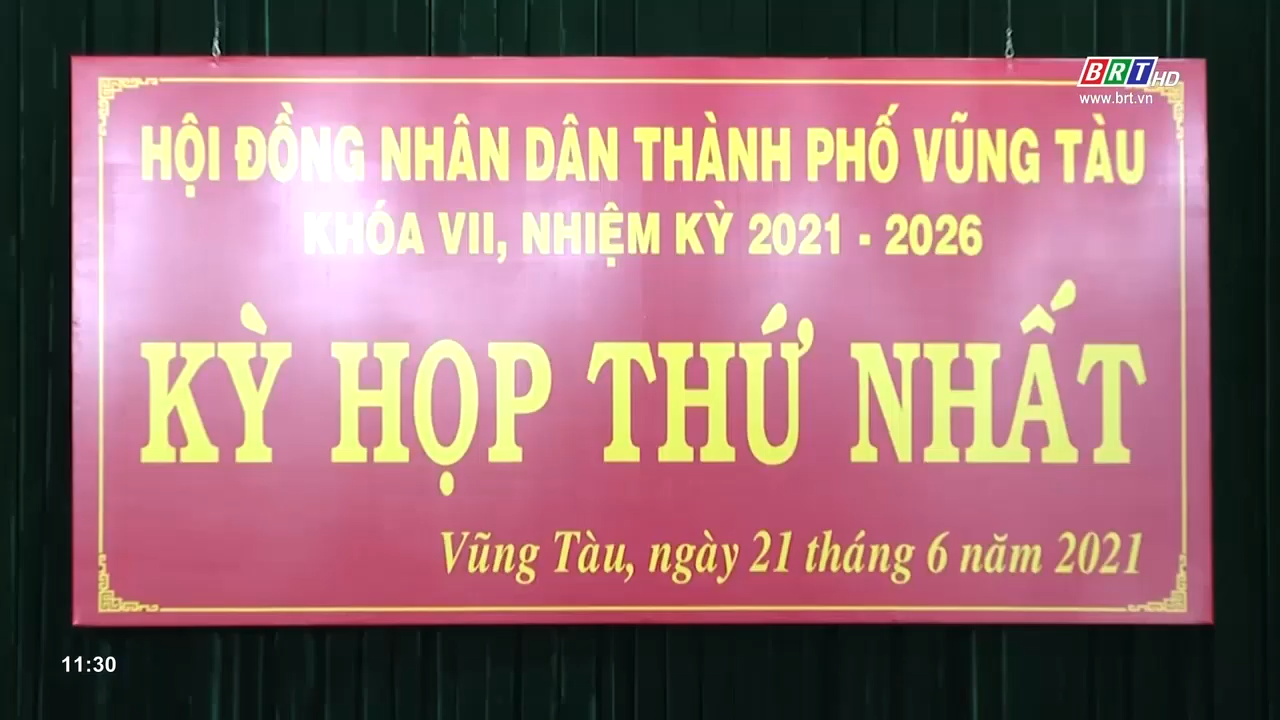 BRT HD
www.brt.vn
HỘI ĐỒNG NHÂN DÂN THÀNH PHỐ VŨNG TÀU
KHÓA VII, NHIỆM KỲ 2021 - 2026
KỲ HỌP THỨ NHẤT
Vũng Tàu, ngày 21 tháng 6 năm 2021
11:30